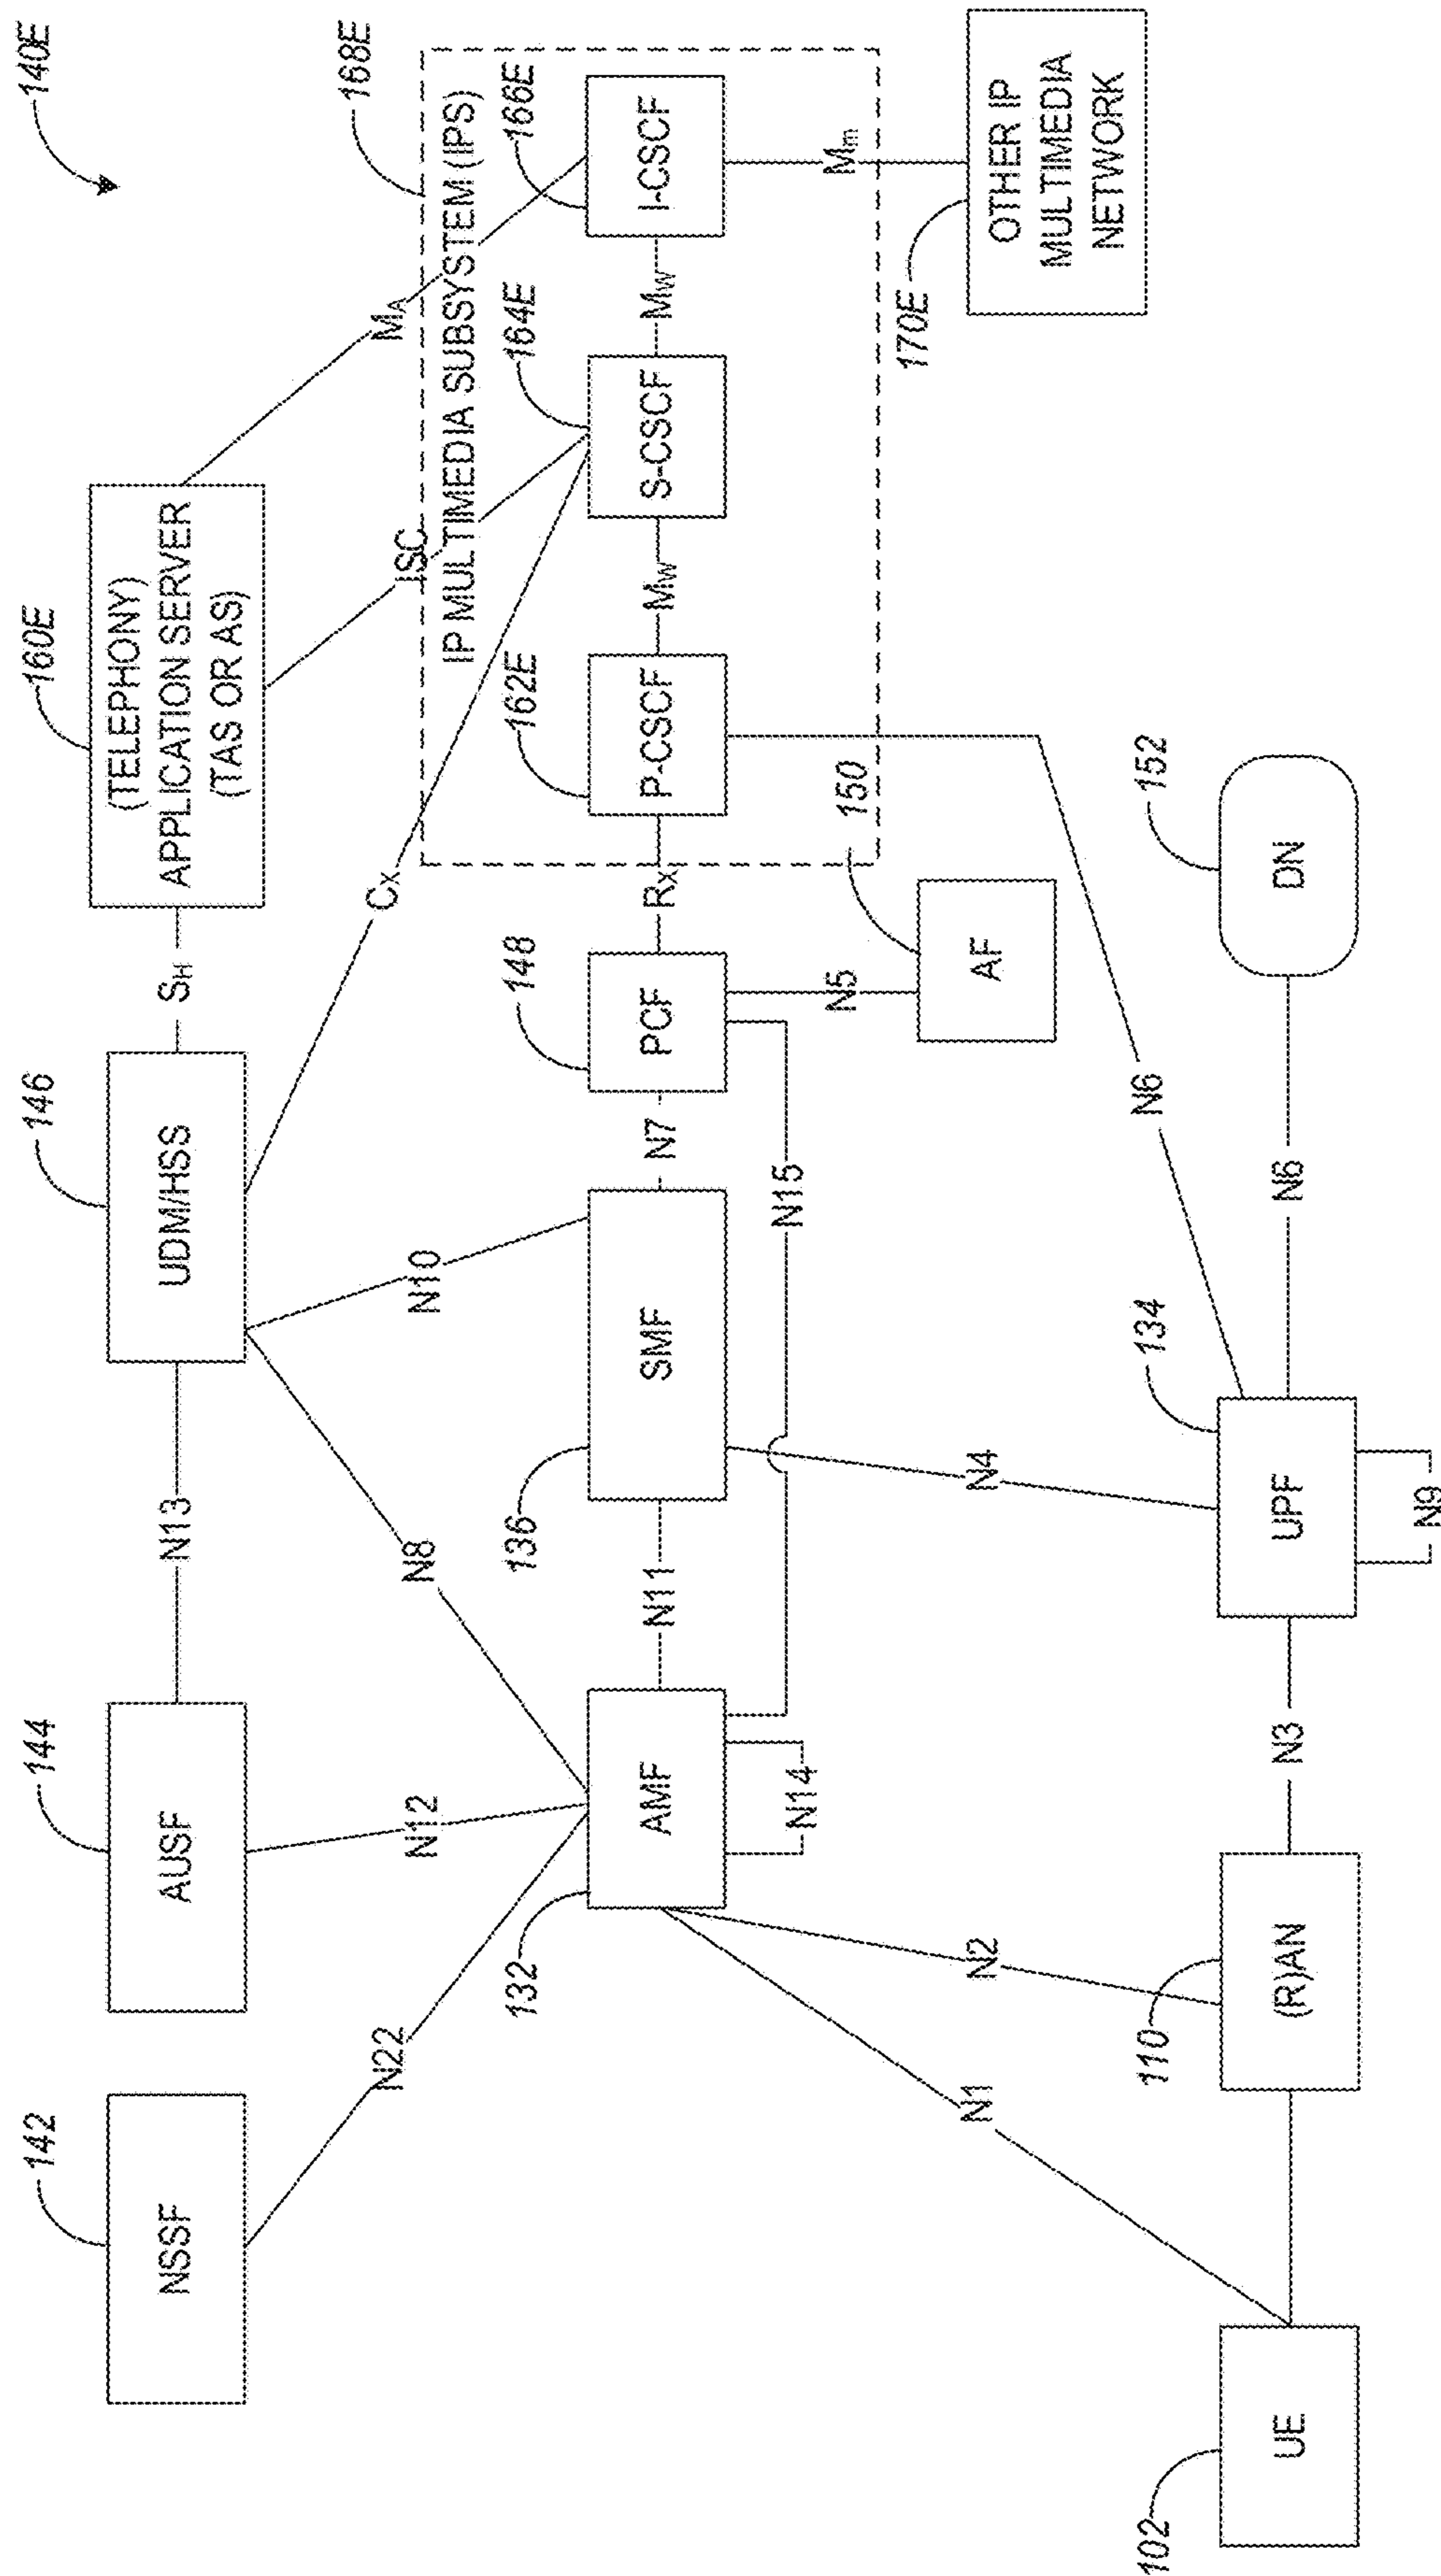 140E
160E
(TELEPHONY)
APPLICATION SERVER
(TAS OR AS)
146
UDM/HSS
144
AUSF
142
NSSF
SH
N13
168E
IP MULTIMEDIA SUBSYSTEM (IPS)
MA
ISC
CX
N10
N8
N12
N22
166E
I-CSCF
164E
S-CSCF
162E
P-CSCF
148
PCF
136
SMF
132
AMF
MW
MW
RX
N7
N11
Mm
150
AF
N5
N15
N14
170E
OTHER IP
MULTIMEDIA
NETWORK
N6
N4
N2
N1
152
DN
134
UPF
110
(R)AN
102
UE
N6
N3
N9